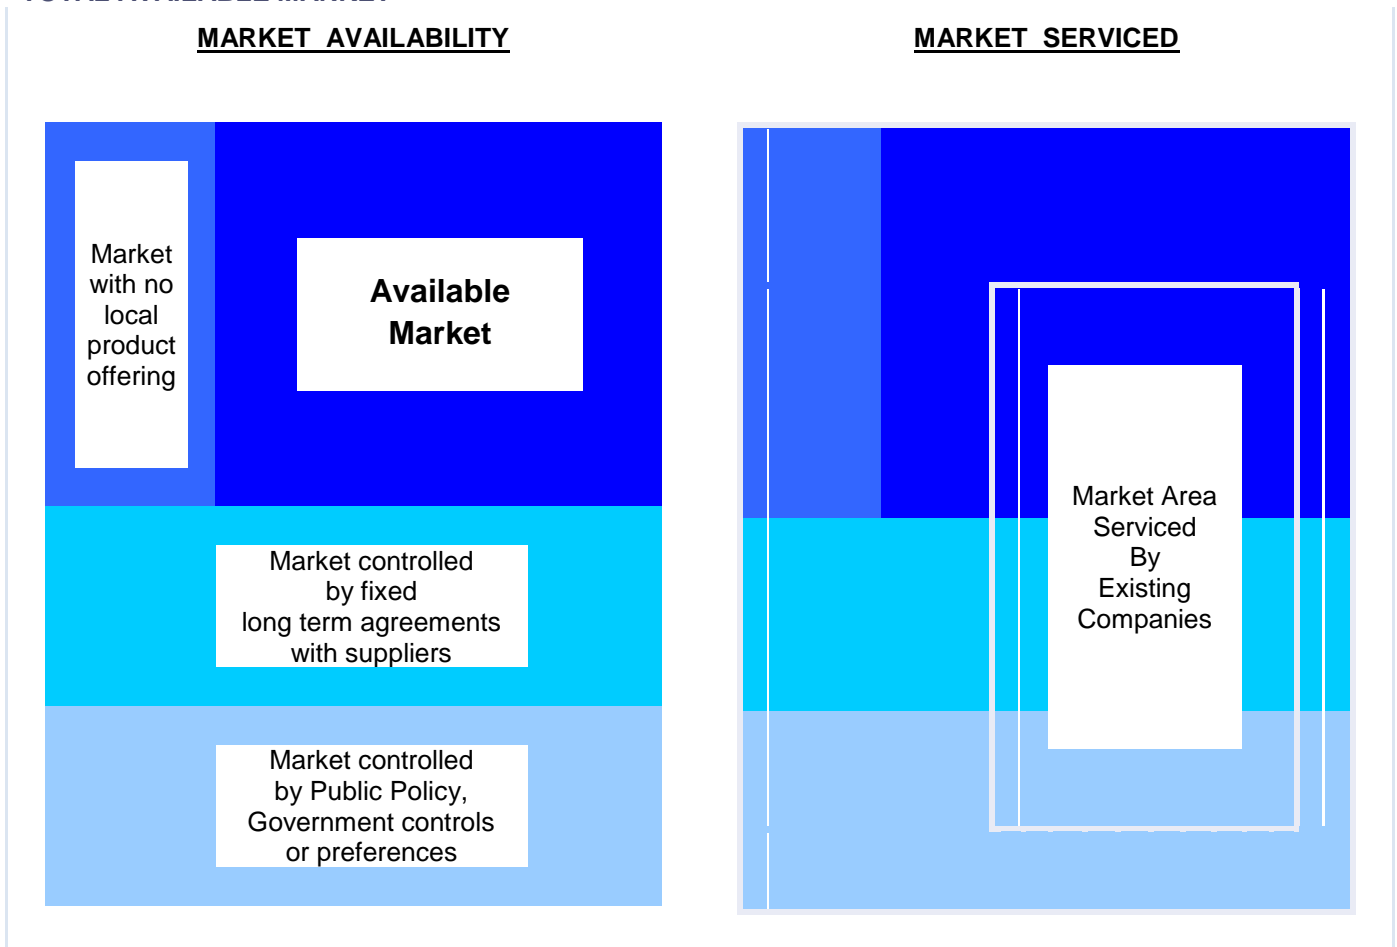 MARKET AVAILABILITY
MARKET SERVICED
Market
with no
local
product
offering
Available
Market
Market controlled
by fixed
long term agreements
with suppliers
Market controlled
by Public Policy,
Government controls
or preferences
Market Area
Serviced
By
Existing
Companies